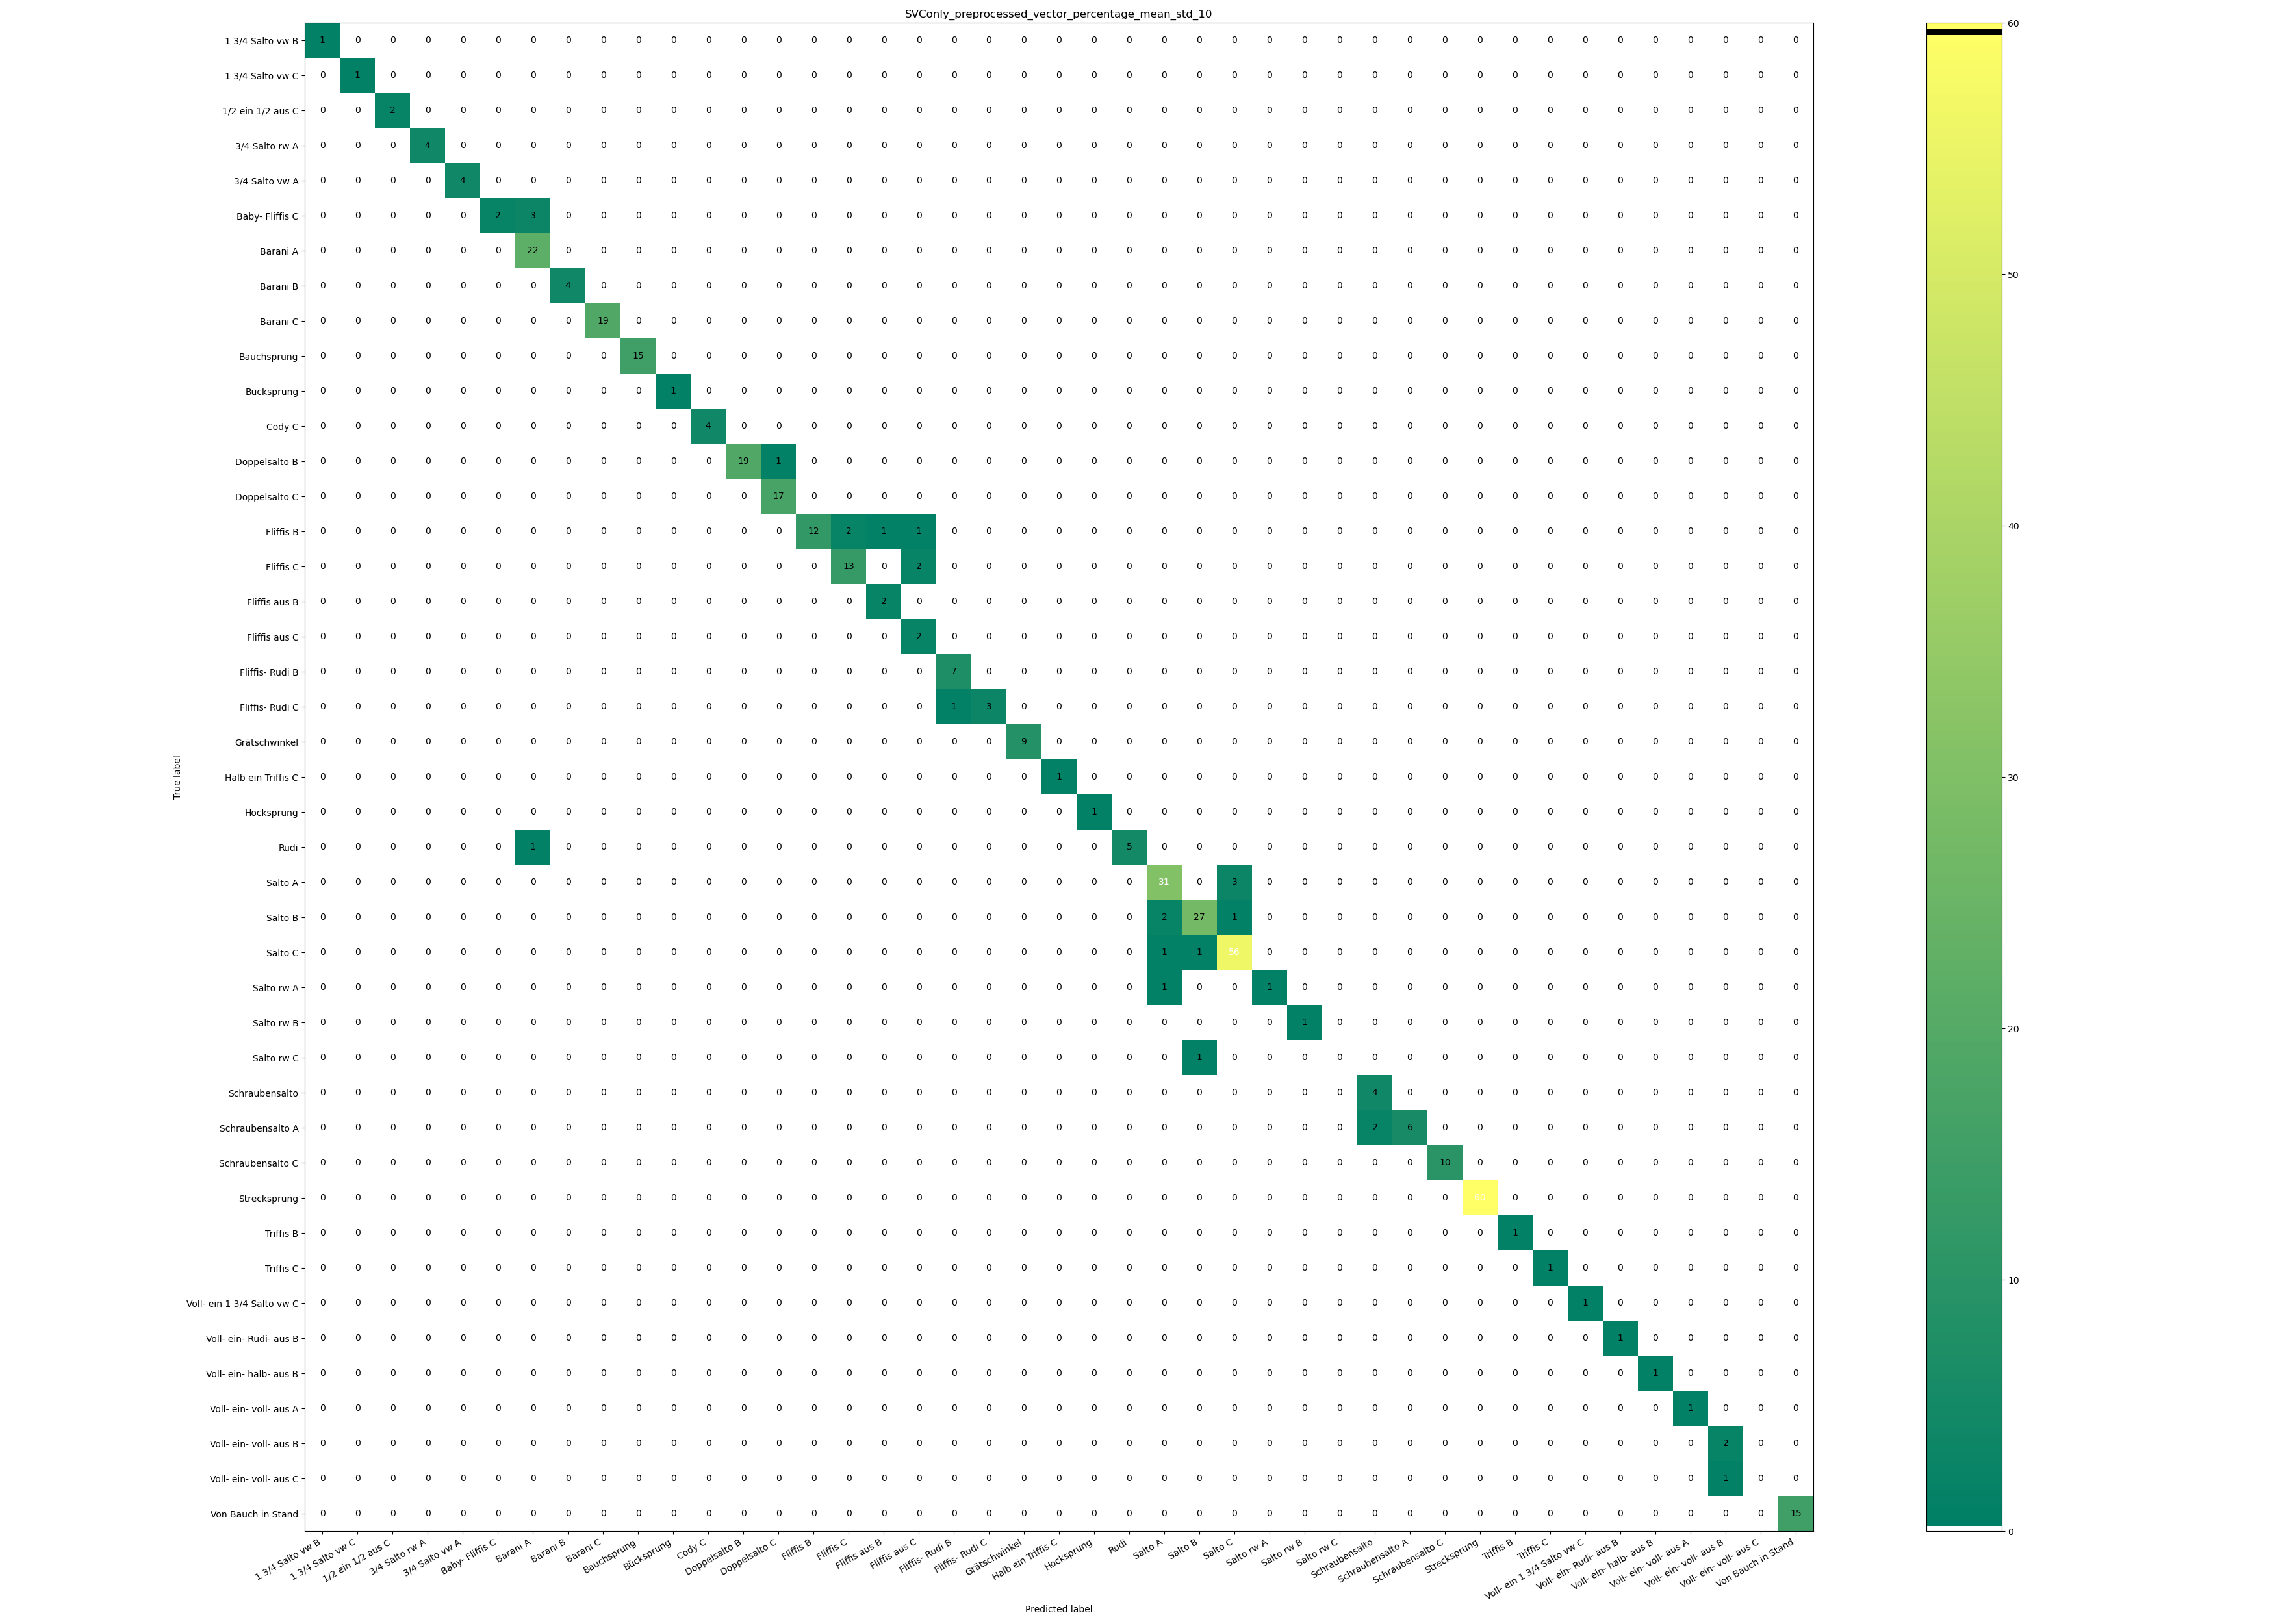 SVConly_preprocessed_vector_percentage_mean_std_10
1 3/4 Salto vw B 1 0 0 0 0 0 0 0 0 0 0 0 0 0 0 0 0 0 0 0 0 0 0 0 0 0 0 0 0 0 0 0 0 0 0 0 0 0 0 0 0 0 0
1 3/4 Salto vw C 0 1 0 0 0 0 0 0 0 0 0 0 0 0 0 0 0 0 0 0 0 0 0 0 0 0 0 0 0 0 0 0 0 0 0 0 0 0 0 0 0 0 0
1/2 ein 1/2 aus C 0 0 2 0 0 0 0 0 0 0 0 0 0 0 0 0 0 0 0 0 0 0 0 0 0 0 0 0 0 0 0 0 0 0 0 0 0 0 0 0 0 0 0
3/4 Salto rw A 0 0 0 4 0 0 0 0 0 0 0 0 0 0 0 0 0 0 0 0 0 0 0 0 0 0 0 0 0 0 0 0 0 0 0 0 0 0 0 0 0 0 0
3/4 Salto vw A 0 0 0 0 4 0 0 0 0 0 0 0 0 0 0 0 0 0 0 0 0 0 0 0 0 0 0 0 0 0 0 0 0 0 0 0 0 0 0 0 0 0 0
Baby- Fliffis C 0 0 0 0 0 2 3 0 0 0 0 0 0 0 0 0 0 0 0 0 0 0 0 0 0 0 0 0 0 0 0 0 0 0 0 0 0 0 0 0 0 0 0
Barani A 0 0 0 0 0 0 22 0 0 0 0 0 0 0 0 0 0 0 0 0 0 0 0 0 0 0 0 0 0 0 0 0 0 0 0 0 0 0 0 0 0 0 0
Barani B 0 0 0 0 0 0 0 4 0 0 0 0 0 0 0 0 0 0 0 0 0 0 0 0 0 0 0 0 0 0 0 0 0 0 0 0 0 0 0 0 0 0 0
Barani C 0 0 0 0 0 0 0 0 19 0 0 0 0 0 0 0 0 0 0 0 0 0 0 0 0 0 0 0 0 0 0 0 0 0 0 0 0 0 0 0 0 0 0
Bauchsprung 0 0 0 0 0 0 0 0 0 15 0 0 0 0 0 0 0 0 0 0 0 0 0 0 0 0 0 0 0 0 0 0 0 0 0 0 0 0 0 0 0 0 0
Bücksprung 0 0 0 0 0 0 0 0 0 0 1 0 0 0 0 0 0 0 0 0 0 0 0 0 0 0 0 0 0 0 0 0 0 0 0 0 0 0 0 0 0 0 0
Cody C 0 0 0 0 0 0 0 0 0 0 0 4 0 0 0 0 0 0 0 0 0 0 0 0 0 0 0 0 0 0 0 0 0 0 0 0 0 0 0 0 0 0 0
Doppelsalto B 0 0 0 0 0 0 0 0 0 0 0 0 19 1 0 0 0 0 0 0 0 0 0 0 0 0 0 0 0 0 0 0 0 0 0 0 0 0 0 0 0 0 0
Doppelsalto C 0 0 0 0 0 0 0 0 0 0 0 0 0 17 0 0 0 0 0 0 0 0 0 0 0 0 0 0 0 0 0 0 0 0 0 0 0 0 0 0 0 0 0
Fliffis B 0 0 0 0 0 0 0 0 0 0 0 0 0 0 12 2 1 1 0 0 0 0 0 0 0 0 0 0 0 0 0 0 0 0 0 0 0 0 0 0 0 0 0
Fliffis C 0 0 0 0 0 0 0 0 0 0 0 0 0 0 0 13 0 2 0 0 0 0 0 0 0 0 0 0 0 0 0 0 0 0 0 0 0 0 0 0 0 0 0
Fliffis aus B 0 0 0 0 0 0 0 0 0 0 0 0 0 0 0 0 2 0 0 0 0 0 0 0 0 0 0 0 0 0 0 0 0 0 0 0 0 0 0 0 0 0 0
Fliffis aus C 0 0 0 0 0 0 0 0 0 0 0 0 0 0 0 0 0 2 0 0 0 0 0 0 0 0 0 0 0 0 0 0 0 0 0 0 0 0 0 0 0 0 0
Fliffis- Rudi B 0 0 0 0 0 0 0 0 0 0 0 0 0 0 0 0 0 0 7 0 0 0 0 0 0 0 0 0 0 0 0 0 0 0 0 0 0 0 0 0 0 0 0
Fliffis- Rudi C 0 0 0 0 0 0 0 0 0 0 0 0 0 0 0 0 0 0 1 3 0 0 0 0 0 0 0 0 0 0 0 0 0 0 0 0 0 0 0 0 0 0 0
Grätschwinkel 0 0 0 0 0 0 0 0 0 0 0 0 0 0 0 0 0 0 0 0 9 0 0 0 0 0 0 0 0 0 0 0 0 0 0 0 0 0 0 0 0 0 0
Halb ein Triffis C 0 0 0 0 0 0 0 0 0 0 0 0 0 0 0 0 0 0 0 0 0 1 0 0 0 0 0 0 0 0 0 0 0 0 0 0 0 0 0 0 0 0 0
Hocksprung 0 0 0 0 0 0 0 0 0 0 0 0 0 0 0 0 0 0 0 0 0 0 1 0 0 0 0 0 0 0 0 0 0 0 0 0 0 0 0 0 0 0 0
Rudi 0 0 0 0 0 0 1 0 0 0 0 0 0 0 0 0 0 0 0 0 0 0 0 5 0 0 0 0 0 0 0 0 0 0 0 0 0 0 0 0 0 0 0
Salto A 0 0 0 0 0 0 0 0 0 0 0 0 0 0 0 0 0 0 0 0 0 0 0 0 31 0 3 0 0 0 0 0 0 0 0 0 0 0 0 0 0 0 0
Salto B 0 0 0 0 0 0 0 0 0 0 0 0 0 0 0 0 0 0 0 0 0 0 0 0 2 27 1 0 0 0 0 0 0 0 0 0 0 0 0 0 0 0 0
Salto C 0 0 0 0 0 0 0 0 0 0 0 0 0 0 0 0 0 0 0 0 0 0 0 0 1 1 56 0 0 0 0 0 0 0 0 0 0 0 0 0 0 0 0
Salto rw A 0 0 0 0 0 0 0 0 0 0 0 0 0 0 0 0 0 0 0 0 0 0 0 0 1 0 0 1 0 0 0 0 0 0 0 0 0 0 0 0 0 0 0
Salto rw B 0 0 0 0 0 0 0 0 0 0 0 0 0 0 0 0 0 0 0 0 0 0 0 0 0 0 0 0 1 0 0 0 0 0 0 0 0 0 0 0 0 0 0
Salto rw C 0 0 0 0 0 0 0 0 0 0 0 0 0 0 0 0 0 0 0 0 0 0 0 0 0 1 0 0 0 0 0 0 0 0 0 0 0 0 0 0 0 0 0
Schraubensalto 0 0 0 0 0 0 0 0 0 0 0 0 0 0 0 0 0 0 0 0 0 0 0 0 0 0 0 0 0 0 4 0 0 0 0 0 0 0 0 0 0 0 0
Schraubensalto A 0 0 0 0 0 0 0 0 0 0 0 0 0 0 0 0 0 0 0 0 0 0 0 0 0 0 0 0 0 0 2 6 0 0 0 0 0 0 0 0 0 0 0
Schraubensalto C 0 0 0 0 0 0 0 0 0 0 0 0 0 0 0 0 0 0 0 0 0 0 0 0 0 0 0 0 0 0 0 0 10 0 0 0 0 0 0 0 0 0 0
Strecksprung 0 0 0 0 0 0 0 0 0 0 0 0 0 0 0 0 0 0 0 0 0 0 0 0 0 0 0 0 0 0 0 0 0 60 0 0 0 0 0 0 0 0 0
Triffis B 0 0 0 0 0 0 0 0 0 0 0 0 0 0 0 0 0 0 0 0 0 0 0 0 0 0 0 0 0 0 0 0 0 0 1 0 0 0 0 0 0 0 0
Triffis C 0 0 0 0 0 0 0 0 0 0 0 0 0 0 0 0 0 0 0 0 0 0 0 0 0 0 0 0 0 0 0 0 0 0 0 1 0 0 0 0 0 0 0
Voll- ein 1 3/4 Salto vw C 0 0 0 0 0 0 0 0 0 0 0 0 0 0 0 0 0 0 0 0 0 0 0 0 0 0 0 0 0 0 0 0 0 0 0 0 1 0 0 0 0 0 0
Voll- ein- Rudi- aus B 0 0 0 0 0 0 0 0 0 0 0 0 0 0 0 0 0 0 0 0 0 0 0 0 0 0 0 0 0 0 0 0 0 0 0 0 0 1 0 0 0 0 0
Voll- ein- halb- aus B 0 0 0 0 0 0 0 0 0 0 0 0 0 0 0 0 0 0 0 0 0 0 0 0 0 0 0 0 0 0 0 0 0 0 0 0 0 0 1 0 0 0 0
Voll- ein- voll- aus A 0 0 0 0 0 0 0 0 0 0 0 0 0 0 0 0 0 0 0 0 0 0 0 0 0 0 0 0 0 0 0 0 0 0 0 0 0 0 0 1 0 0 0
Voll- ein- voll- aus B 0 0 0 0 0 0 0 0 0 0 0 0 0 0 0 0 0 0 0 0 0 0 0 0 0 0 0 0 0 0 0 0 0 0 0 0 0 0 0 0 2 0 0
Voll- ein- voll- aus C 0 0 0 0 0 0 0 0 0 0 0 0 0 0 0 0 0 0 0 0 0 0 0 0 0 0 0 0 0 0 0 0 0 0 0 0 0 0 0 0 1 0 0
Von Bauch in Stand 0 0 0 0 0 0 0 0 0 0 0 0 0 0 0 0 0 0 0 0 0 0 0 0 0 0 0 0 0 0 0 0 0 0 0 0 0 0 0 0 0 0 15
True label
1 3/4 Salto vw B
1 3/4 Salto vw C
1/2 ein 1/2 aus C
3/4 Salto rw A
3/4 Salto vw A
Baby- Fliffis C
Barani A
Barani B
Barani C
Bauchsprung
Bücksprung
Cody C
Doppelsalto B
Doppelsalto C
Fliffis B
Fliffis C
Fliffis aus B
Fliffis aus C
Fliffis- Rudi B
Fliffis- Rudi C
Grätschwinkel
Halb ein Triffis C
Hocksprung
Rudi
Salto A
Salto B
Salto C
Salto rw A
Salto rw B
Salto rw C
Schraubensalto
Schraubensalto A
Schraubensalto C
Strecksprung
Triffis B
Triffis C
Voll- ein 1 3/4 Salto vw C
Voll- ein- Rudi- aus B
Voll- ein- halb- aus B
Voll- ein- voll- aus A
Voll- ein- voll- aus B
Voll- ein- voll- aus C
Von Bauch in Stand
Predicted label
60
50
40
30
20
10
0